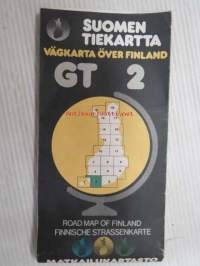 SUOMEN
TIEKARTTA
VÄGKARTA ÖVER FINLAND
GT 2
ROAD MAP OF FINLAND
FINNISCHE STRASSENKARTE
MATKAILUKARTASTO